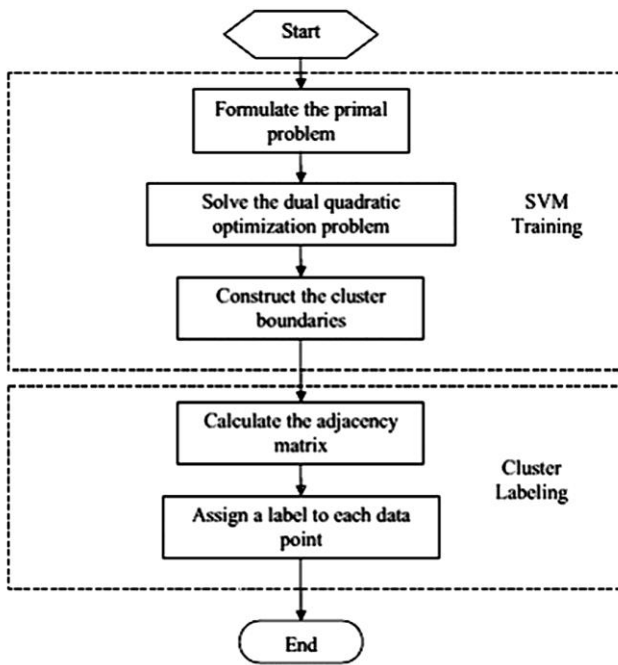 Start
Formulate the primal
problem
Solve the dual quadratic
optimization problem
SVM
Training
Construct the cluster
boundaries
Calculate the adjacency
matrix
Cluster
Labeling
Assign a label to each data
point
End